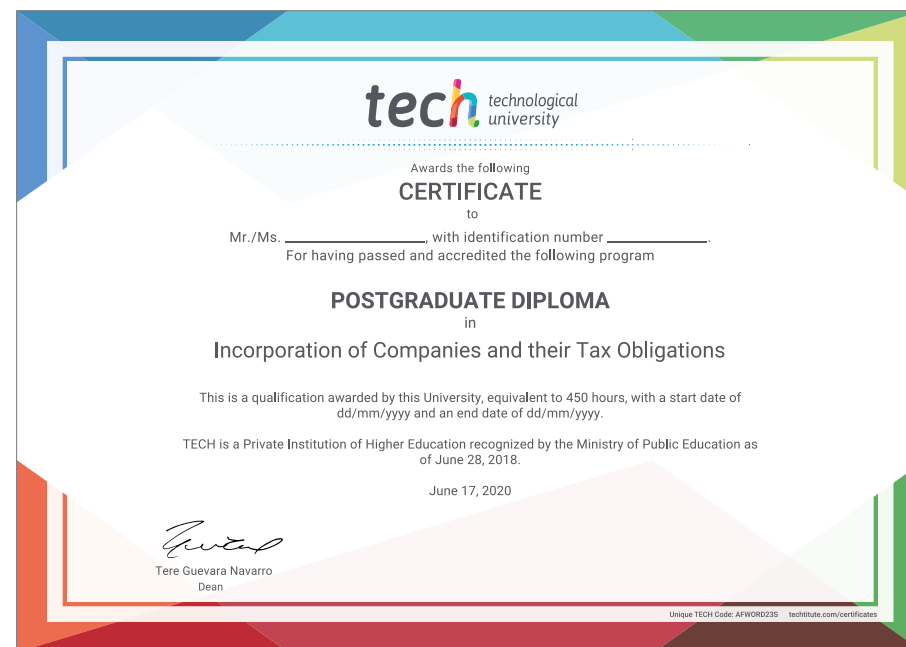 tech technological
university
Awards the following
CERTIFICATE
to
Mr./Ms. ____________________, with identification number ______________.
For having passed and accredited the following program
POSTGRADUATE DIPLOMA
in
Incorporation of Companies and their Tax Obligations
This is a qualification awarded by this University, equivalent to 450 hours, with a start date of
dd/mm/yyyy and an end date of dd/mm/yyyy.
TECH is a Private Institution of Higher Education recognized by the Ministry of Public Education as
of June 28, 2018.
June 17, 2020
Tere Guevara Navarro
Dean
Unique TECH Code: AFWORD23S techtitute.com/certificates